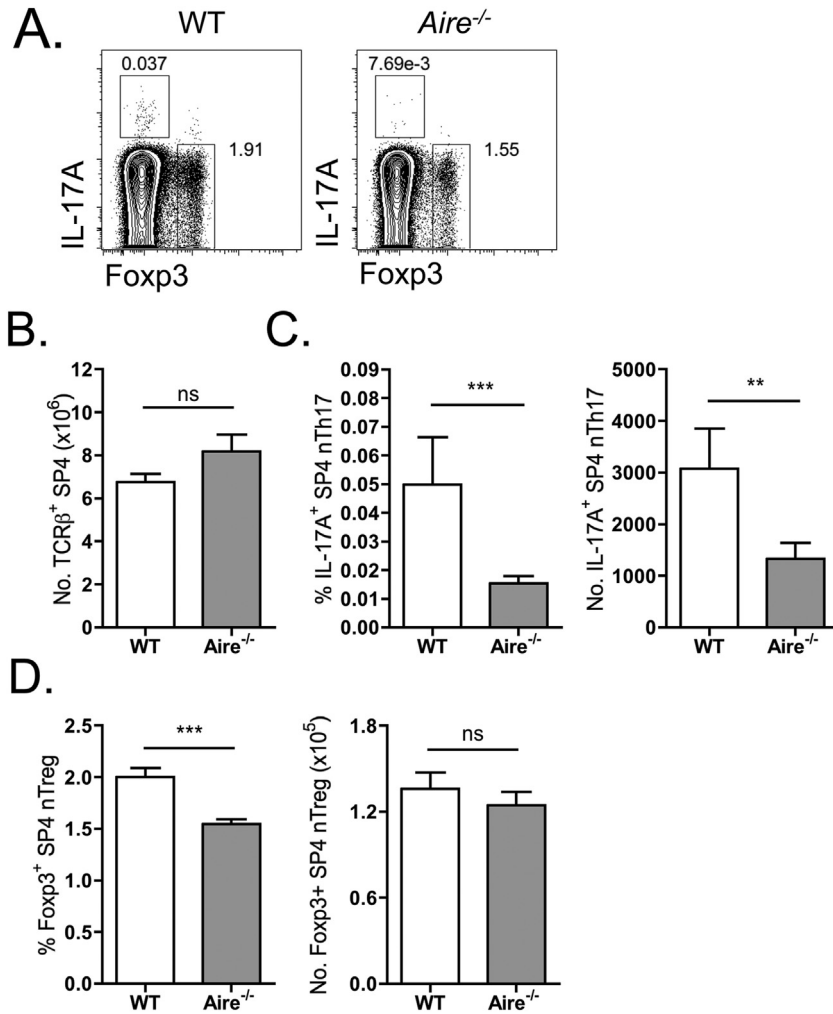 A.
WT
Aire-/-
0.037
1.91
IL-17A
Foxp3
7.69e-3
1.55
IL-17A
Foxp3
B.
No. TCRβ+ SP4 (x10⁶)
12
10
8
6
4
2
0
ns
WT
Aire-/-
C.
% IL-17A+ SP4 nTh17
0.09
0.08
0.07
0.06
0.05
0.04
0.03
0.02
0.01
0.00
***
WT
Aire-/-
No. IL-17A+ SP4 nTh17
5000
4000
3000
2000
1000
0
**
WT
Aire-/-
D.
% Foxp3+ SP4 nTreg
2.5
2.0
1.5
1.0
0.5
0.0
***
WT
Aire-/-
No. Foxp3+ SP4 nTreg (x10⁵)
1.8
1.2
0.6
0.0
ns
WT
Aire-/-